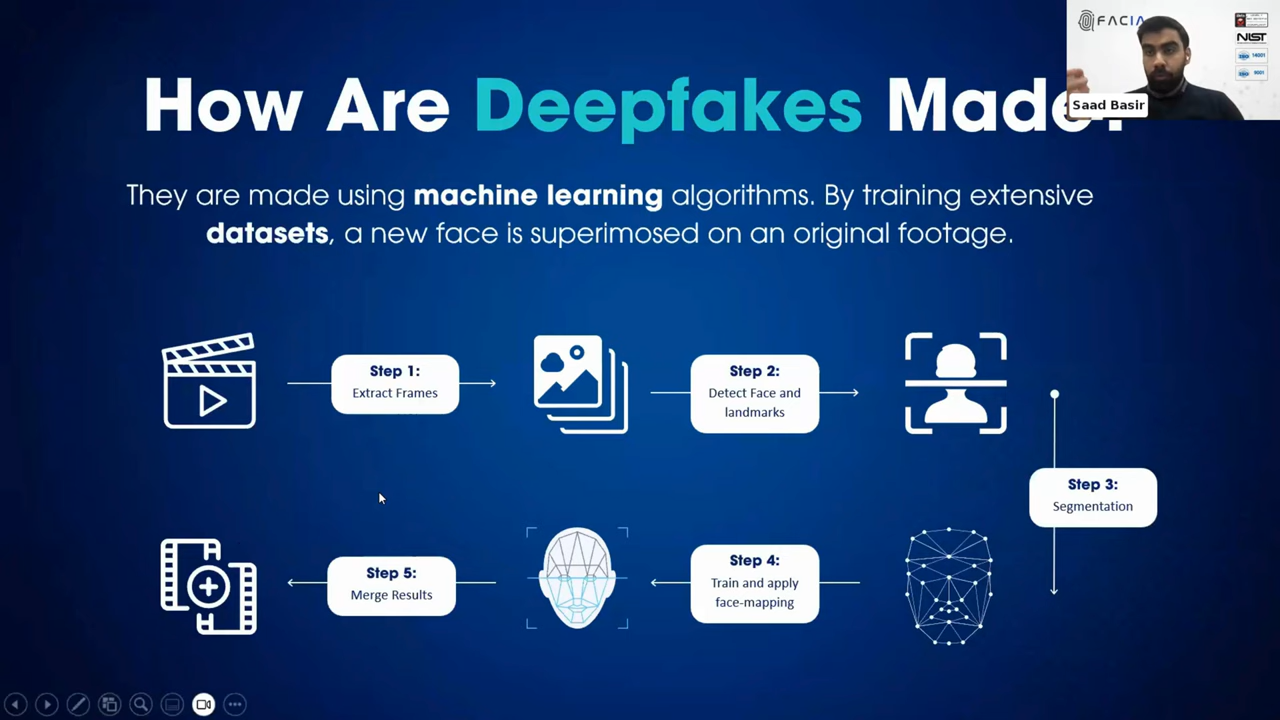 How Are Deepfakes Made?
They are made using machine learning algorithms. By training extensive
datasets, a new face is superimosed on an original footage.
FACIA
NIST
14001
9001
Saad Basir
Step 1:
Extract Frames
Step 2:
Detect Face and
landmarks
Step 3:
Segmentation
Step 4:
Train and apply
face-mapping
Step 5:
Merge Results